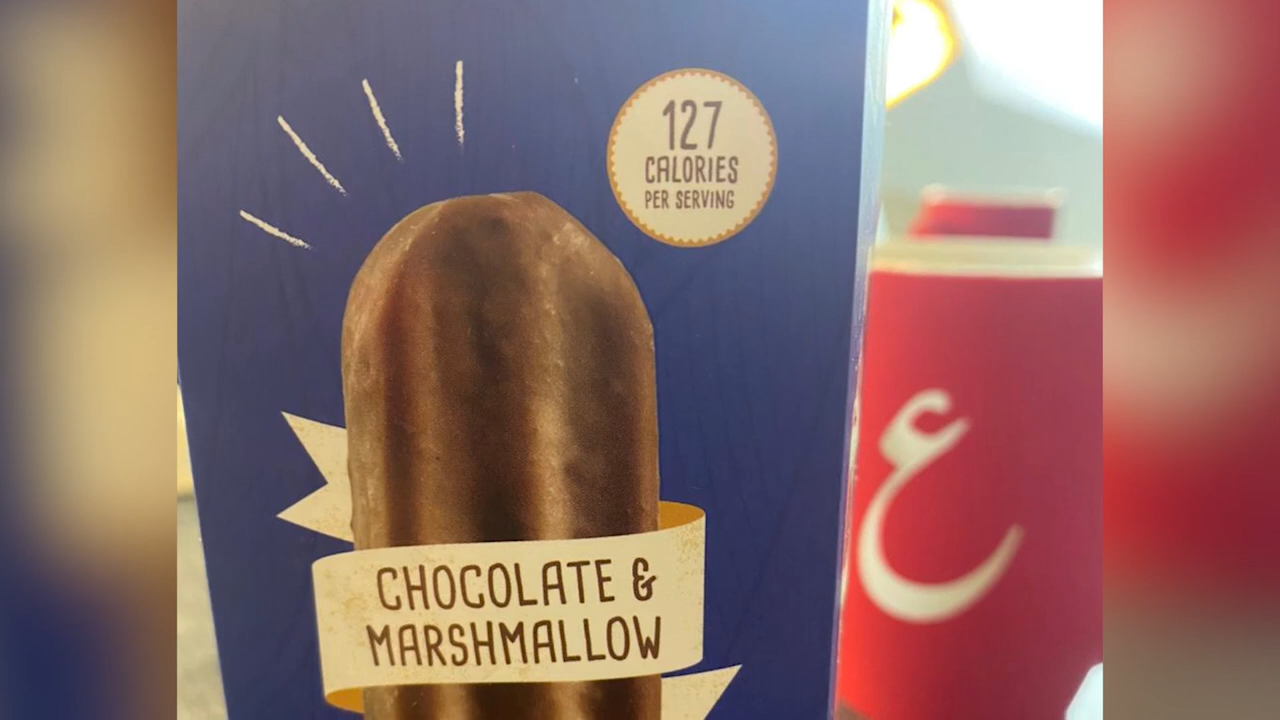 127
CALORIES
PER SERVING
CHOCOLATE &
MARSHMALLOW
ع